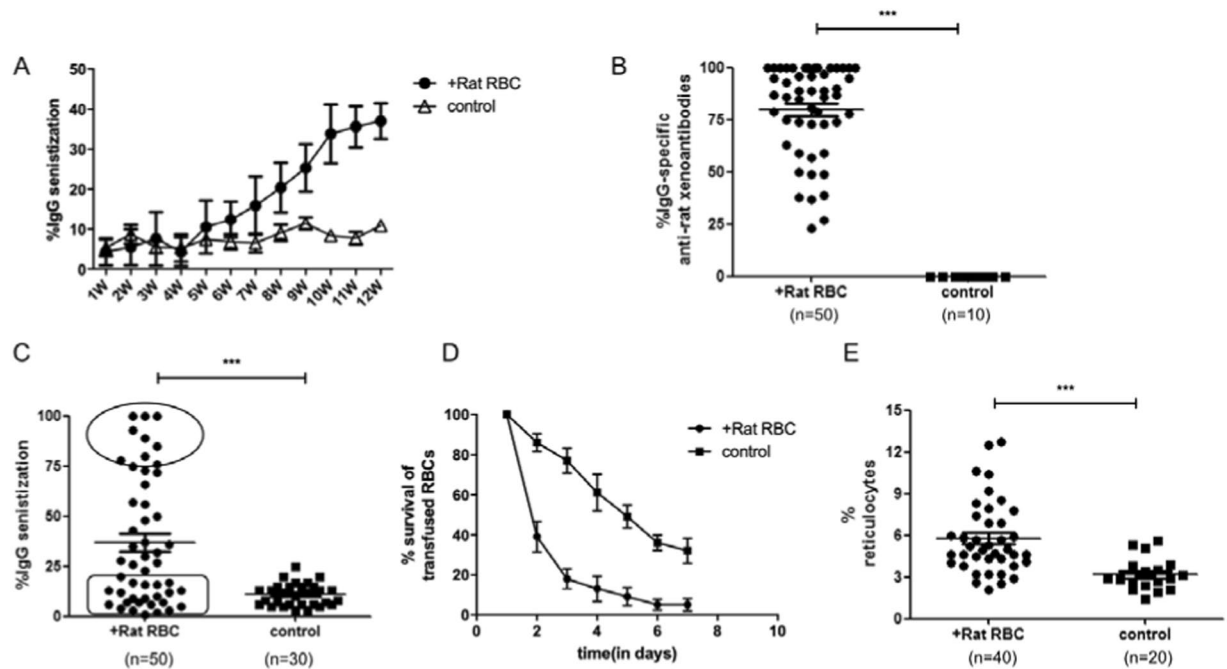 A
%IgG senistization
50
40
30
20
10
0
1W 2W 3W 4W 5W 6W 7W 8W 9W 10W 11W 12W
+Rat RBC
control
B
***
%IgG-specific
anti-rat xenoantibodies
100
75
50
25
0
+Rat RBC control
(n=50) (n=10)
C
***
%IgG senistization
100
75
50
25
0
+Rat RBC control
(n=50) (n=30)
D
% survival of
transfused RBCs
100
80
60
40
20
0
0 2 4 6 8 10
time(in days)
+Rat RBC
control
E
***
%
reticulocytes
15
12
9
6
3
0
+Rat RBC control
(n=40) (n=20)